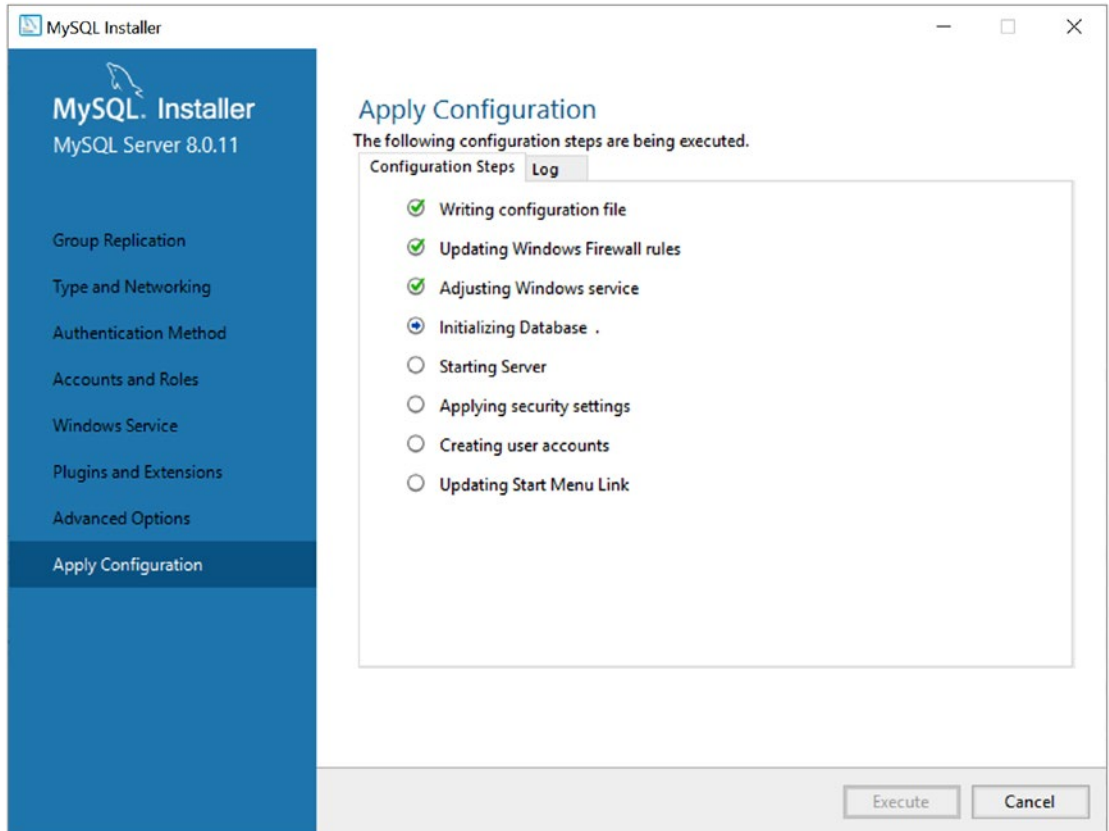 MySQL Installer
MySQL. Installer
MySQL Server 8.0.11
Group Replication
Type and Networking
Authentication Method
Accounts and Roles
Windows Service
Plugins and Extensions
Advanced Options
Apply Configuration
Apply Configuration
The following configuration steps are being executed.
Configuration Steps Log
Writing configuration file
Updating Windows Firewall rules
Adjusting Windows service
Initializing Database .
Starting Server
Applying security settings
Creating user accounts
Updating Start Menu Link
Execute Cancel